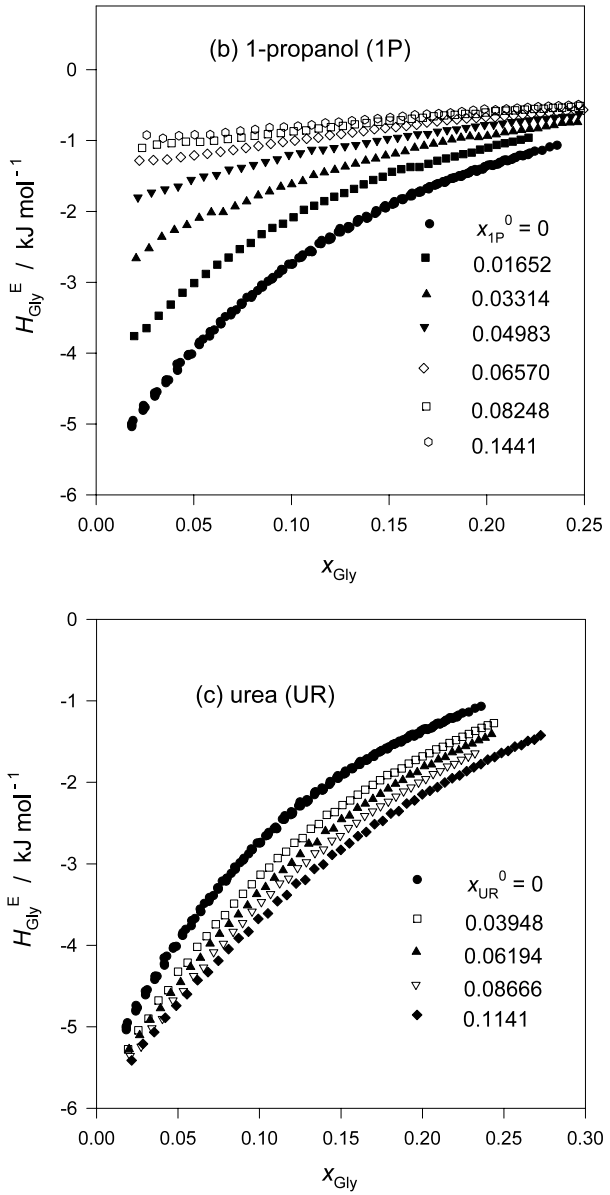 (b) 1-propanol (1P)
0
-1
-2
-3
-4
-5
-6
H_Gly^E / kJ mol^-1
x_1P^0 = 0
0.01652
0.03314
0.04983
0.06570
0.08248
0.1441
0.00 0.05 0.10 0.15 0.20 0.25
x_Gly
(c) urea (UR)
0
-1
-2
-3
-4
-5
-6
H_Gly^E / kJ mol^-1
x_UR^0 = 0
0.03948
0.06194
0.08666
0.1141
0.00 0.05 0.10 0.15 0.20 0.25 0.30
x_Gly